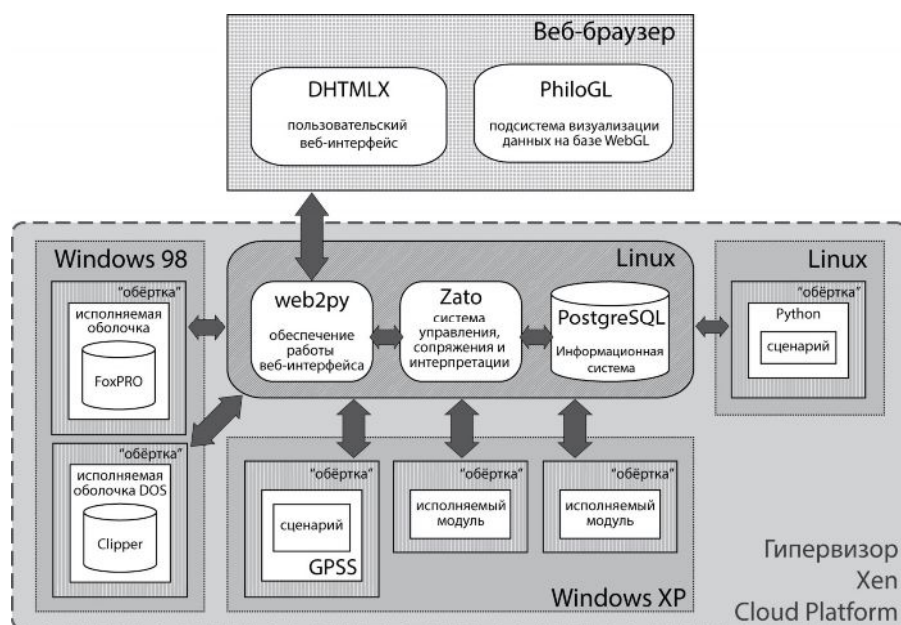 Веб-браузер
DHTMLX
пользовательский
веб-интерфейс
PhiloGL
подсистема визуализации
данных на базе WebGL
Windows 98
"обёртка"
исполняемая
оболочка
FoxPRO
"обёртка"
исполняемая
оболочка DOS
Clipper
Linux
web2py
обеспечение
работы
веб-интерфейса
Zato
система
управления,
сопряжения и
интерпретации
PostgreSQL
Информационная
система
Linux
"обёртка"
Python
сценарий
"обёртка"
сценарий
GPSS
"обёртка"
исполняемый
модуль
"обёртка"
исполняемый
модуль
Windows XP
Гипервизор
Xen
Cloud Platform